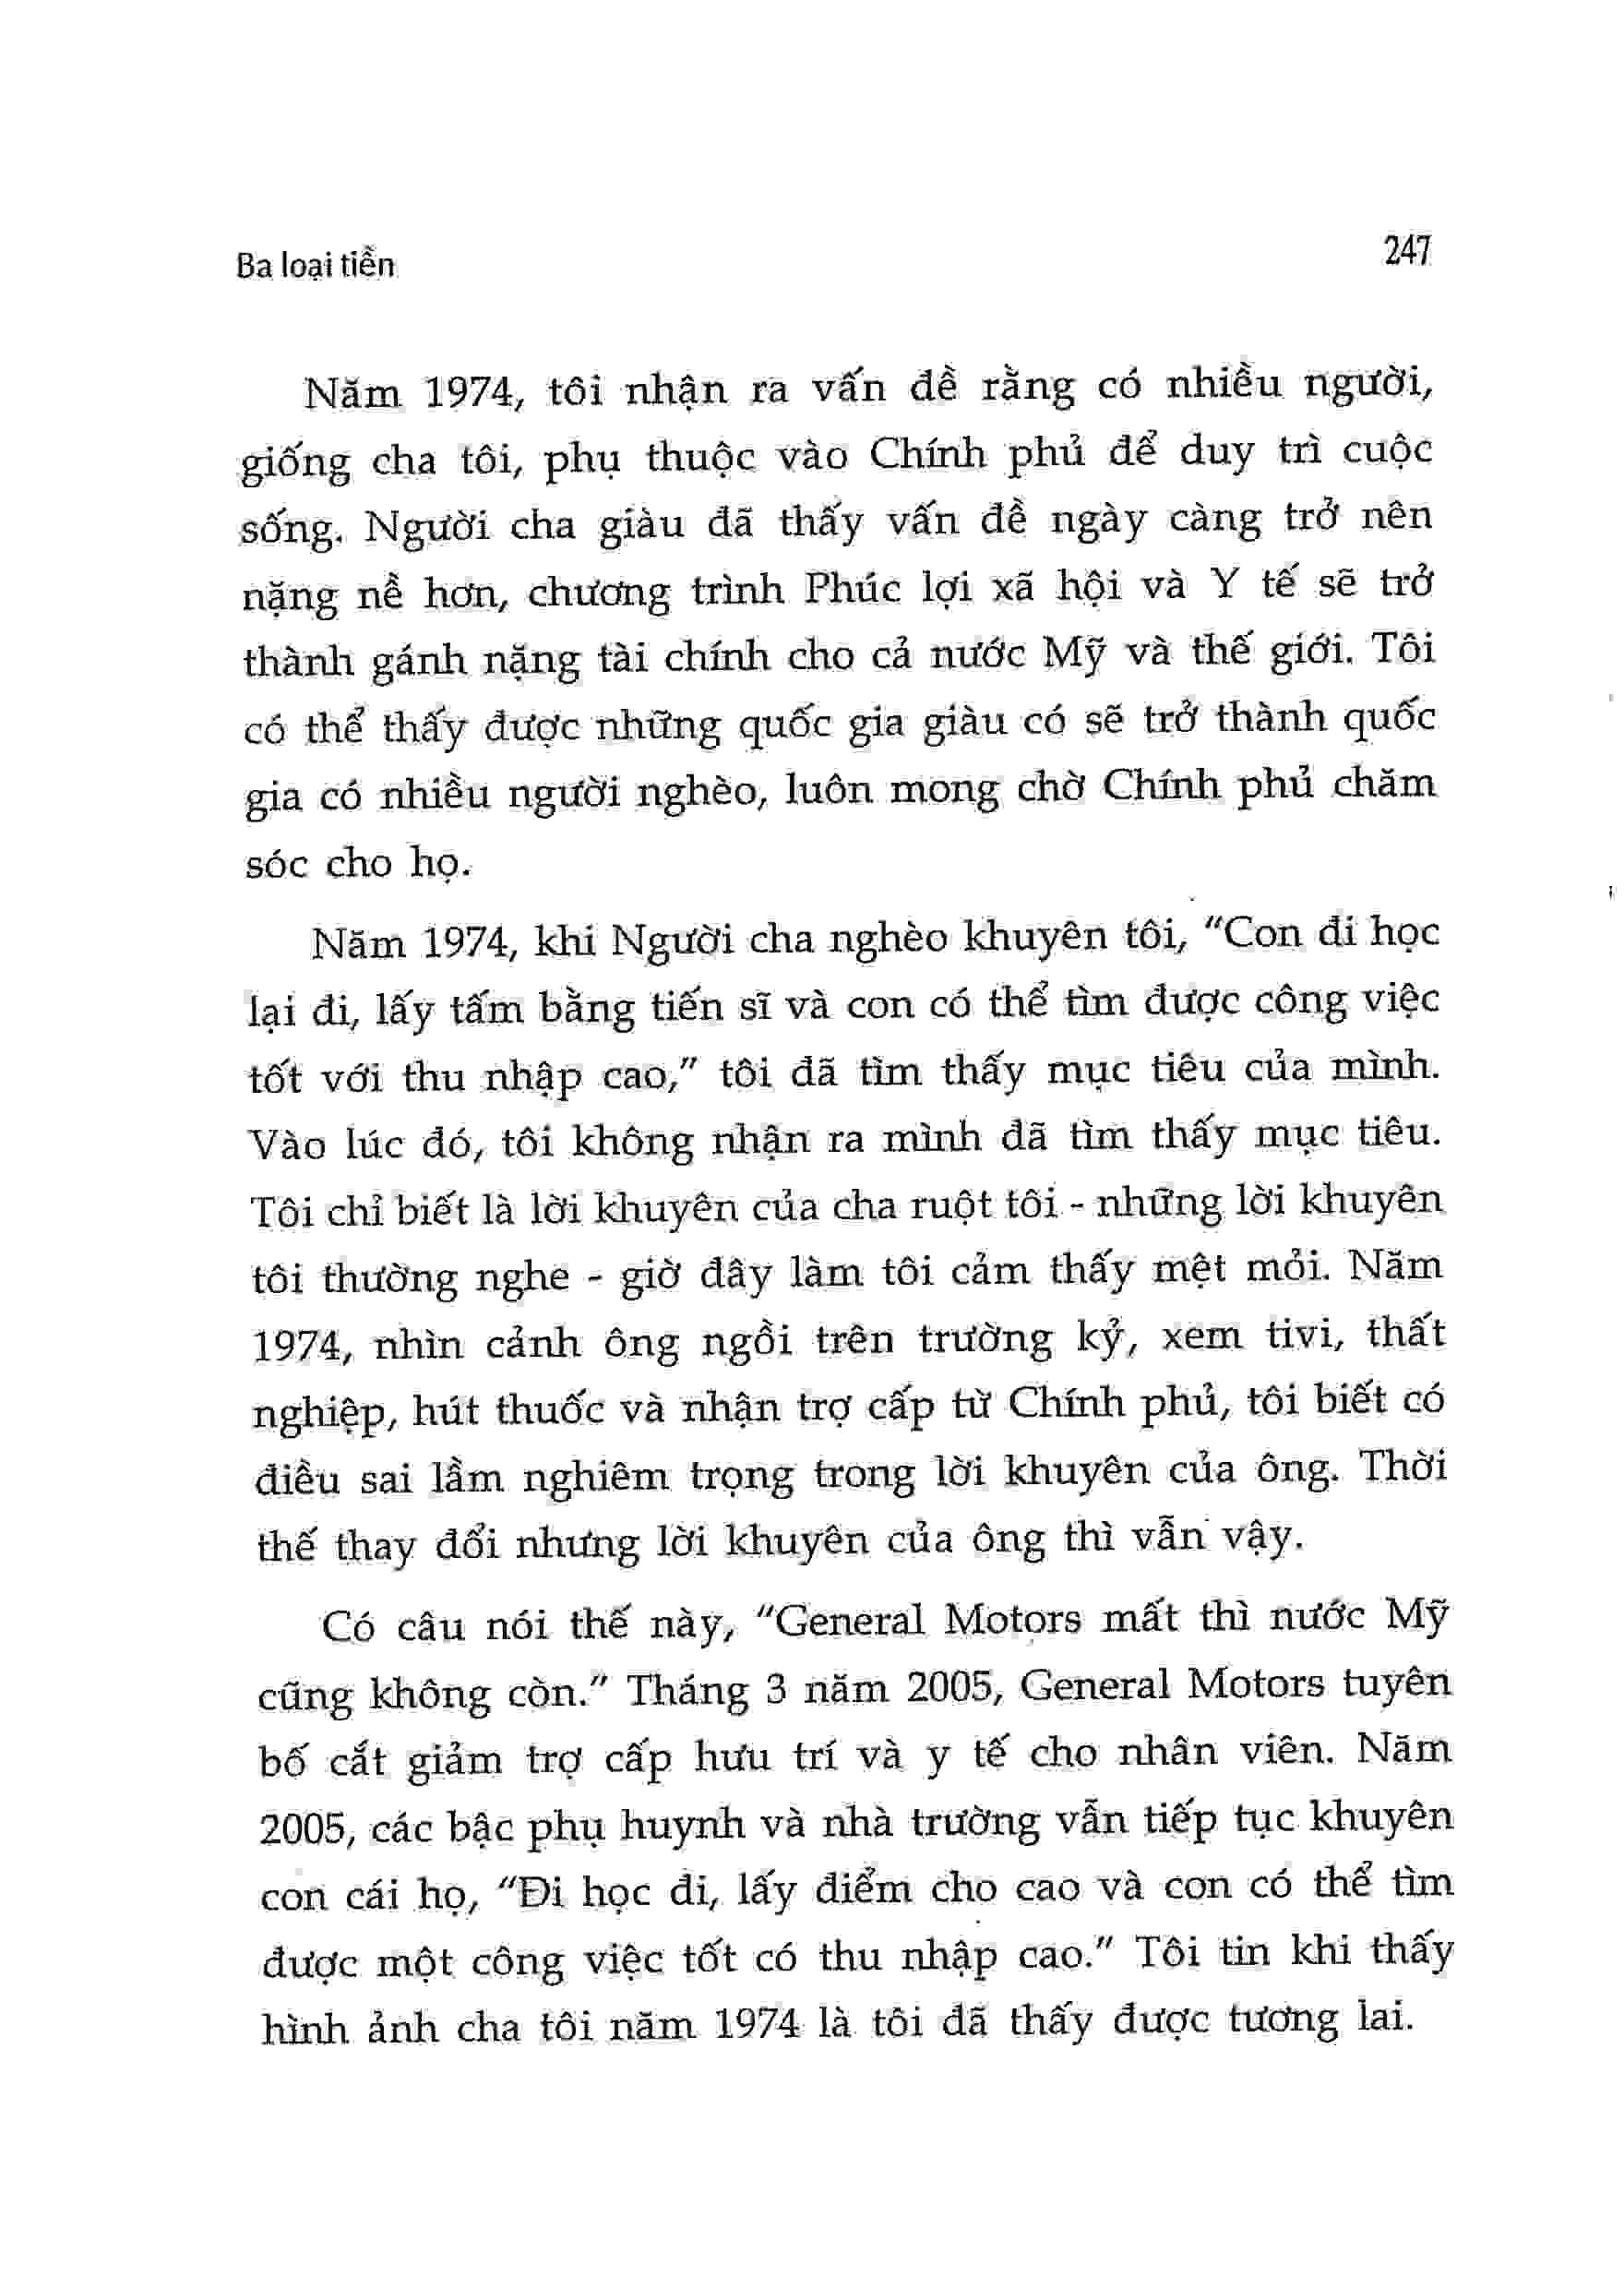 Ba loại tiền
247
Năm 1974, tôi nhận ra vấn đề rằng có nhiều người,
giống cha tôi, phụ thuộc vào Chính phủ để duy trì cuộc
sống. Người cha giàu đã thấy vấn đề ngày càng trở nên
nặng nề hơn, chương trình Phúc lợi xã hội và Y tế sẽ trở
thành gánh nặng tài chính cho cả nước Mỹ và thế giới. Tôi
có thể thấy được những quốc gia giàu có sẽ trở thành quốc
gia có nhiều người nghèo, luôn mong chờ Chính phủ chăm
sóc cho họ.
Năm 1974, khi Người cha nghèo khuyên tôi, “Con đi học
lại đi, lấy tấm bằng tiến sĩ và con có thể tìm được công việc
tốt với thu nhập cao,” tôi đã tìm thấy mục tiêu của mình.
Vào lúc đó, tôi không nhận ra mình đã tìm thấy mục tiêu.
Tôi chỉ biết là lời khuyên của cha ruột tôi - những lời khuyên
tôi thường nghe - giờ đây làm tôi cảm thấy mệt mỏi. Năm
1974, nhìn cảnh ông ngồi trên trường kỷ, xem tivi, thất
nghiệp, hút thuốc và nhận trợ cấp từ Chính phủ, tôi biết có
điều sai lầm nghiêm trọng trong lời khuyên của ông. Thời
thế thay đổi nhưng lời khuyên của ông thì vẫn vậy.
Có câu nói thế này, “General Motors mất thì nước Mỹ
cũng không còn.” Tháng 3 năm 2005, General Motors tuyên
bố cắt giảm trợ cấp hưu trí và y tế cho nhân viên. Năm
2005, các bậc phụ huynh và nhà trường vẫn tiếp tục khuyên
con cái họ, “Đi học đi, lấy điểm cho cao và con có thể tìm
được một công việc tốt có thu nhập cao.” Tôi tin khi thấy
hình ảnh cha tôi năm 1974 là tôi đã thấy được tương lai.